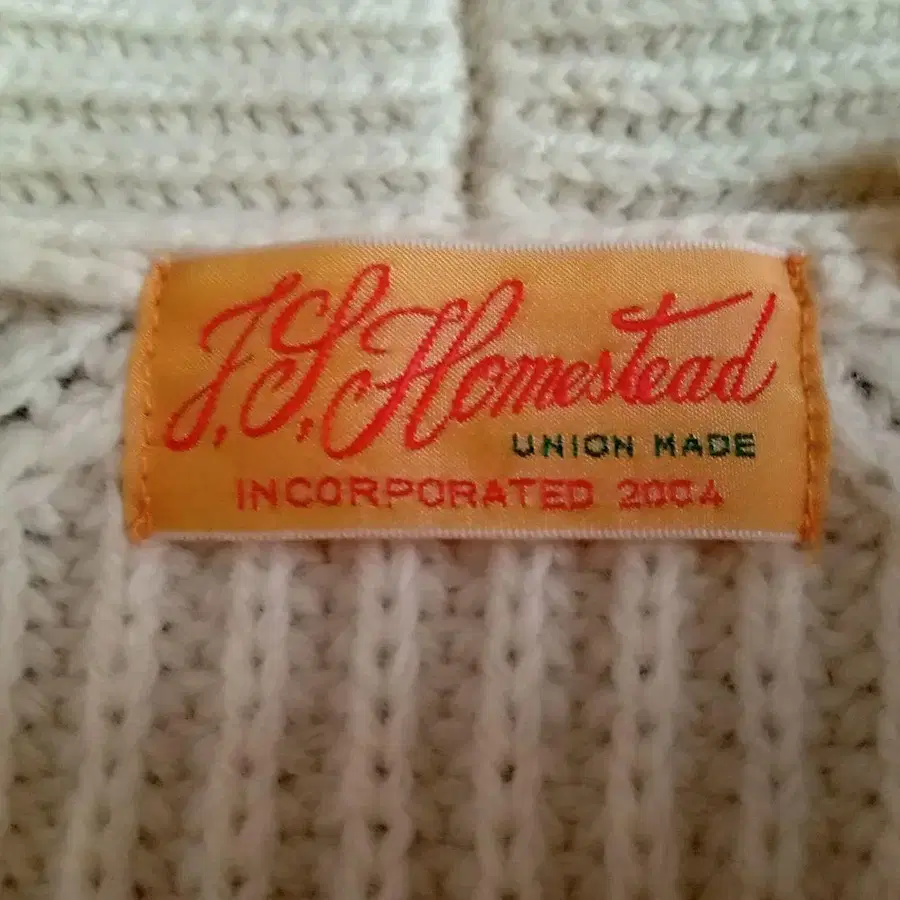 J.S. Homestead
UNION MADE
INCORPORATED 2004